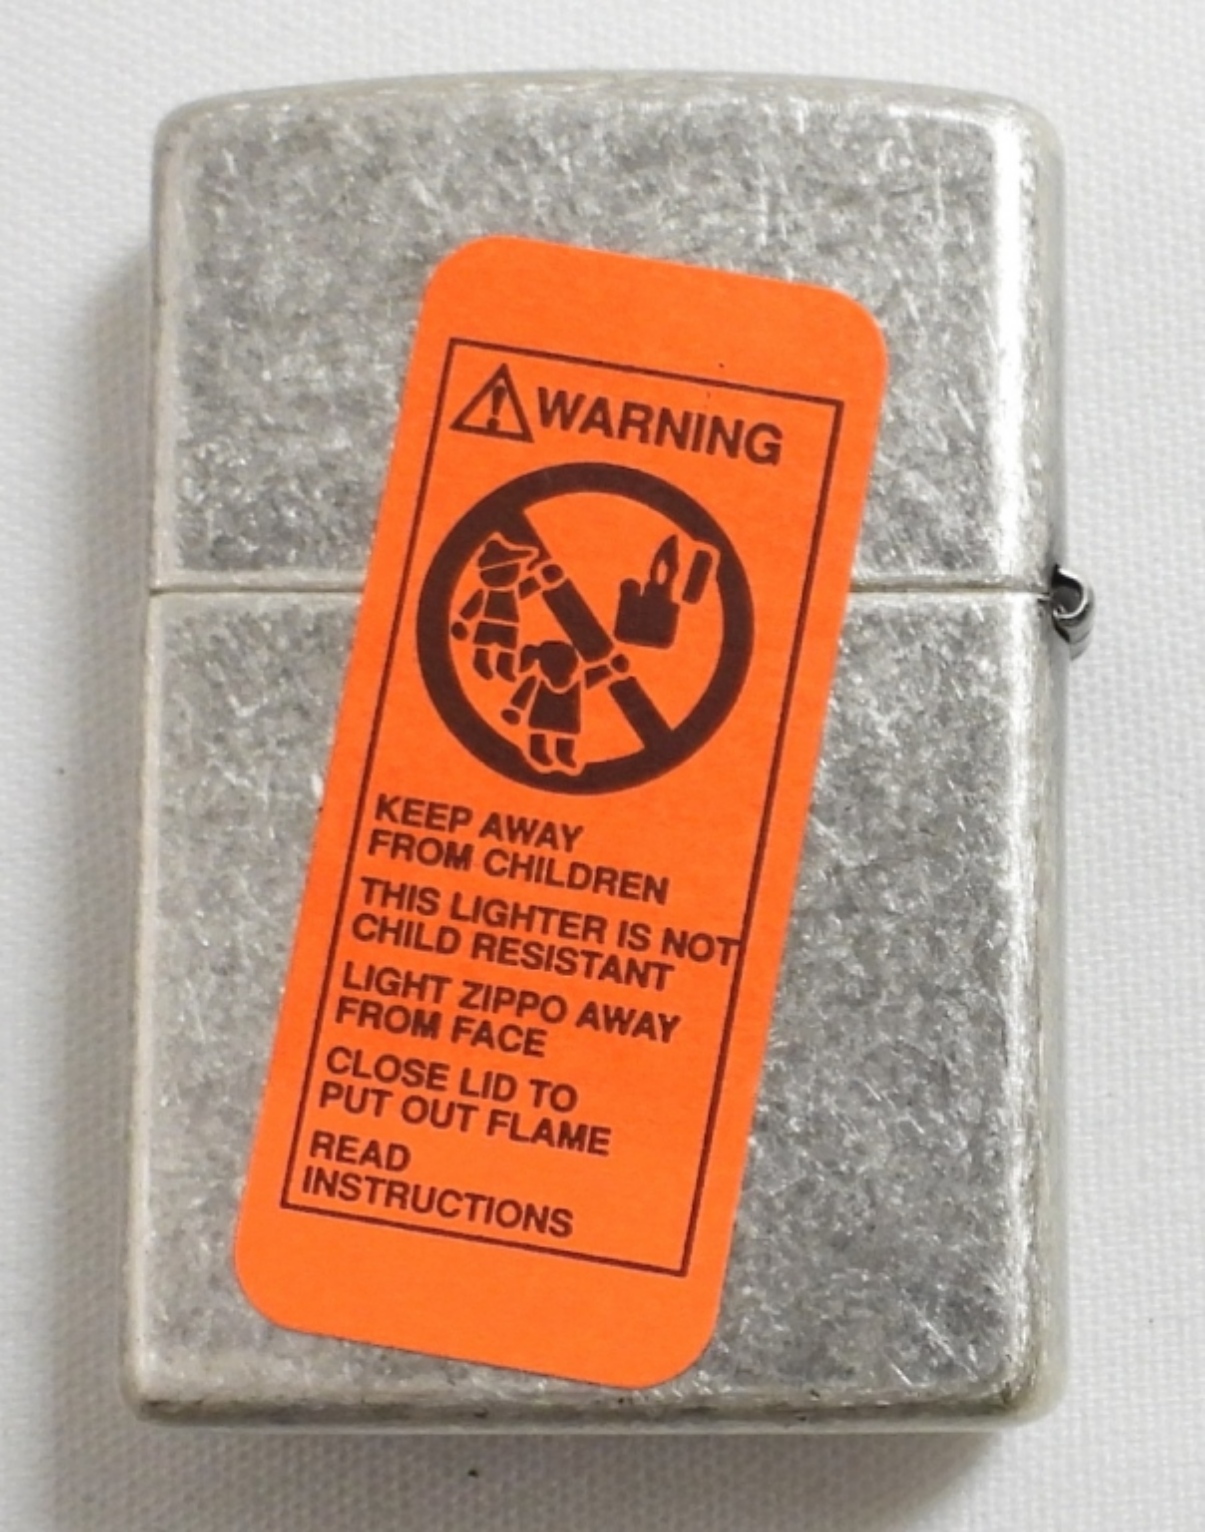 WARNING
KEEP AWAY
FROM CHILDREN
THIS LIGHTER IS NOT
CHILD RESISTANT
LIGHT ZIPPO AWAY
FROM FACE
CLOSE LID TO
PUT OUT FLAME
READ
INSTRUCTIONS